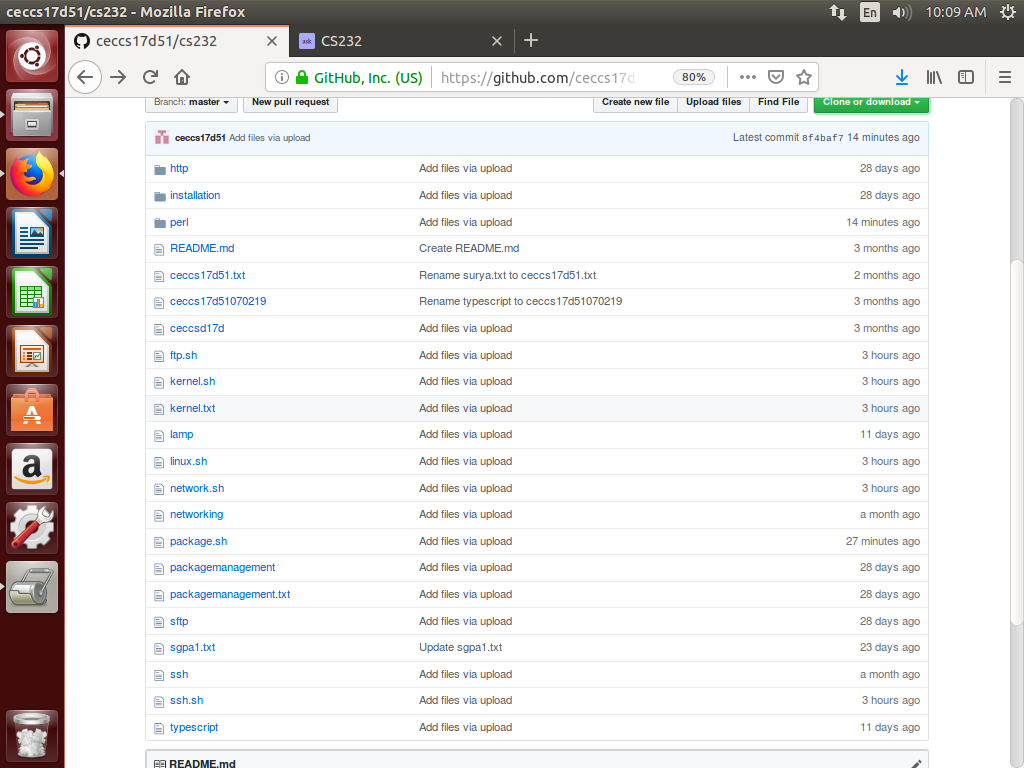 ceccs17d51/cs232 - Mozilla Firefox En 10:09 AM
ceccs17d51/cs232 ask CS232
GitHub, Inc. (US) https://github.com/ceccs17d 80%
Branch: master New pull request Create new file Upload files Find File Clone or download
ceccs17d51 Add files via upload Latest commit 8f4baf7 14 minutes ago
http Add files via upload 28 days ago
installation Add files via upload 28 days ago
perl Add files via upload 14 minutes ago
README.md Create README.md 3 months ago
ceccs17d51.txt Rename surya.txt to ceccs17d51.txt 2 months ago
ceccs17d51070219 Rename typescript to ceccs17d51070219 3 months ago
ceccsd17d Add files via upload 3 months ago
ftp.sh Add files via upload 3 hours ago
kernel.sh Add files via upload 3 hours ago
kernel.txt Add files via upload 3 hours ago
lamp Add files via upload 11 days ago
linux.sh Add files via upload 3 hours ago
network.sh Add files via upload 3 hours ago
networking Add files via upload a month ago
package.sh Add files via upload 27 minutes ago
packagemanagement Add files via upload 28 days ago
packagemanagement.txt Add files via upload 28 days ago
sftp Add files via upload 28 days ago
sgpa1.txt Update sgpa1.txt 23 days ago
ssh Add files via upload a month ago
ssh.sh Add files via upload 3 hours ago
typescript Add files via upload 11 days ago
README.md